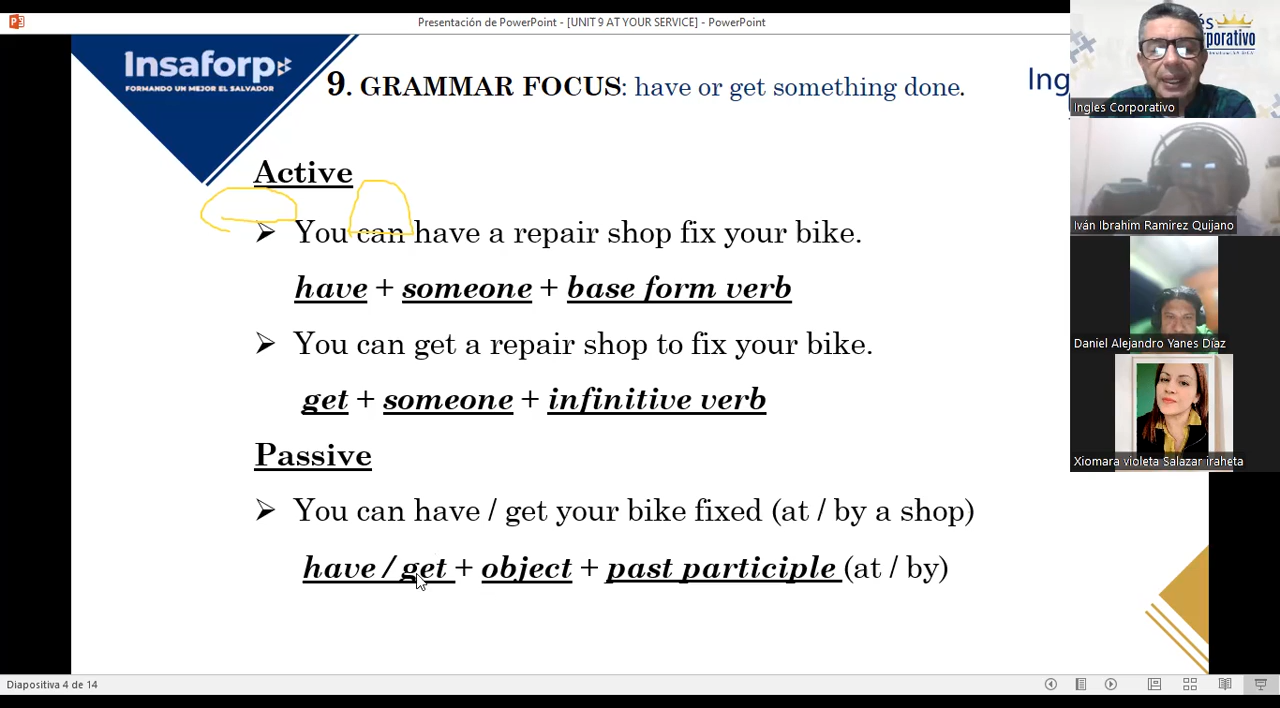 Presentación de PowerPoint - [UNIT 9 AT YOUR SERVICE] - PowerPoint
Insaforp
FORMANDO UN MEJOR EL SALVADOR
9. GRAMMAR FOCUS: have or get something done.
Ing
és
rporativo
Ingles Corporativo
Active
You can have a repair shop fix your bike.
have + someone + base form verb
You can get a repair shop to fix your bike.
get + someone + infinitive verb
Passive
You can have / get your bike fixed (at / by a shop)
have / get + object + past participle (at / by)
Iván Ibrahim Ramirez Quijano
Daniel Alejandro Yanes Díaz
Xiomara violeta Salazar iraheta
Diapositiva 4 de 14